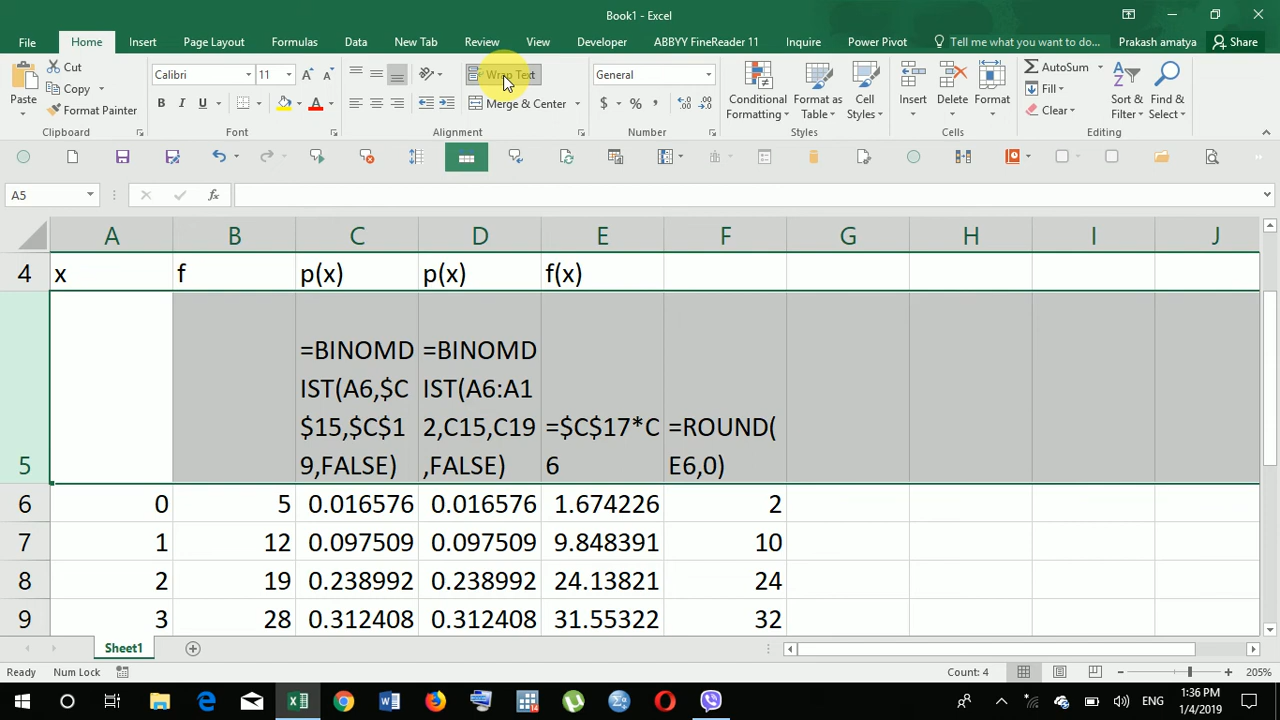 Book1 - Excel
File Home Insert Page Layout Formulas Data New Tab Review View Developer ABBYY FineReader 11 Inquire Power Pivot Tell me what you want to do... Prakash amatya Share
Cut
Copy
Format Painter
Paste
Clipboard
Calibri 11
B I U A
Font
Wrap Text
Merge & Center
Alignment
General
$ % ,
Number
Conditional Formatting
Format as Table
Cell Styles
Styles
Insert Delete Format
Cells
AutoSum
Fill
Clear
Sort & Filter
Find & Select
Editing
A5 fx
A B C D E F G H I J
4 x f p(x) p(x) f(x)
5 =BINOMD =BINOMD
IST(A6,$C IST(A6:A1
$15,$C$1 2,C15,C19 =$C$17*C =ROUND(
9,FALSE) ,FALSE) 6 E6,0)
6 0 5 0.016576 0.016576 1.674226 2
7 1 12 0.097509 0.097509 9.848391 10
8 2 19 0.238992 0.238992 24.13821 24
9 3 28 0.312408 0.312408 31.55322 32
Sheet1
Ready Num Lock Count: 4 205%
ENG 1:36 PM
1/4/2019